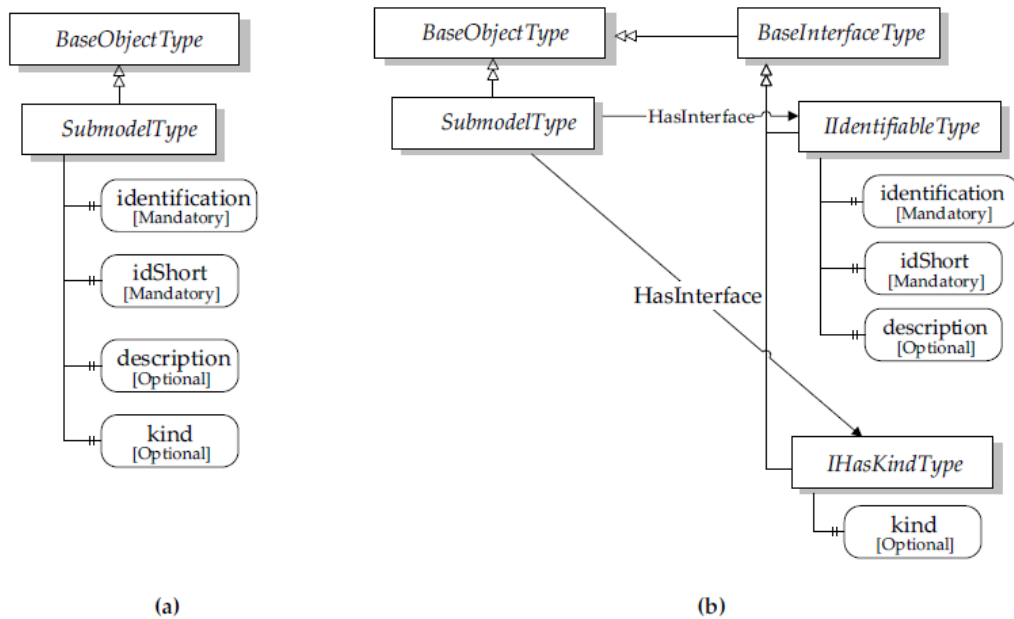 BaseObjectType
SubmodelType
identification
[Mandatory]
idShort
[Mandatory]
description
[Optional]
kind
[Optional]
(a)
BaseObjectType
BaseInterfaceType
SubmodelType
HasInterface
IIdentifiableType
identification
[Mandatory]
idShort
[Mandatory]
description
[Optional]
HasInterface
IHasKindType
kind
[Optional]
(b)